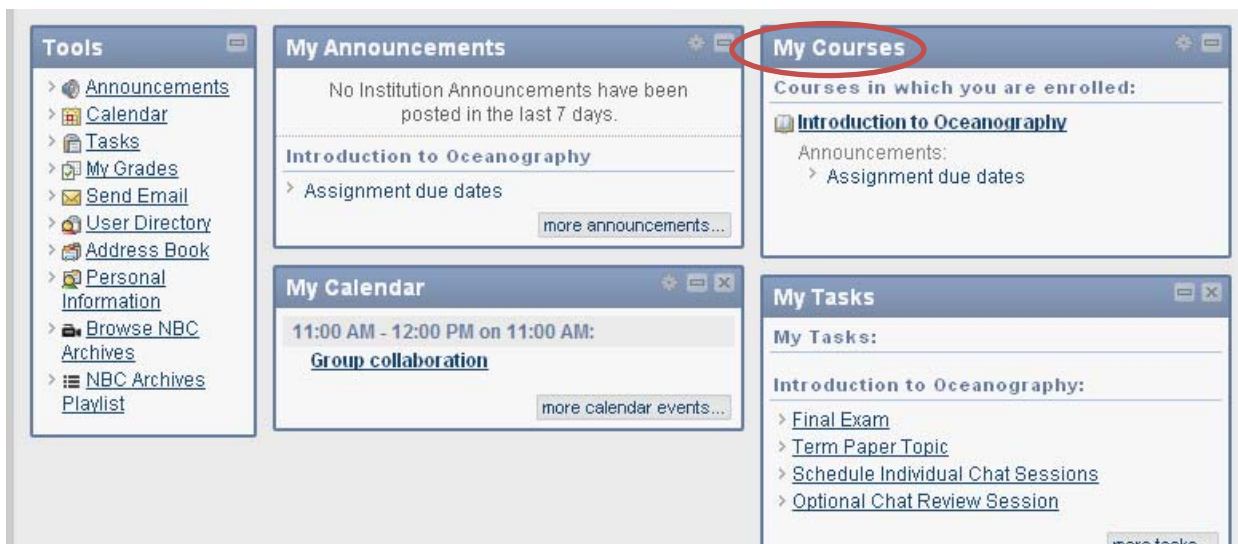 Tools
Announcements
Calendar
Tasks
My Grades
Send Email
User Directory
Address Book
Personal
Information
Browse NBC
Archives
NBC Archives
Playlist
My Announcements
No Institution Announcements have been
posted in the last 7 days.
Introduction to Oceanography
Assignment due dates
more announcements...
My Calendar
11:00 AM - 12:00 PM on 11:00 AM:
Group collaboration
more calendar events...
My Courses
Courses in which you are enrolled:
Introduction to Oceanography
Announcements:
Assignment due dates
My Tasks
My Tasks:
Introduction to Oceanography:
Final Exam
Term Paper Topic
Schedule Individual Chat Sessions
Optional Chat Review Session
more tasks...